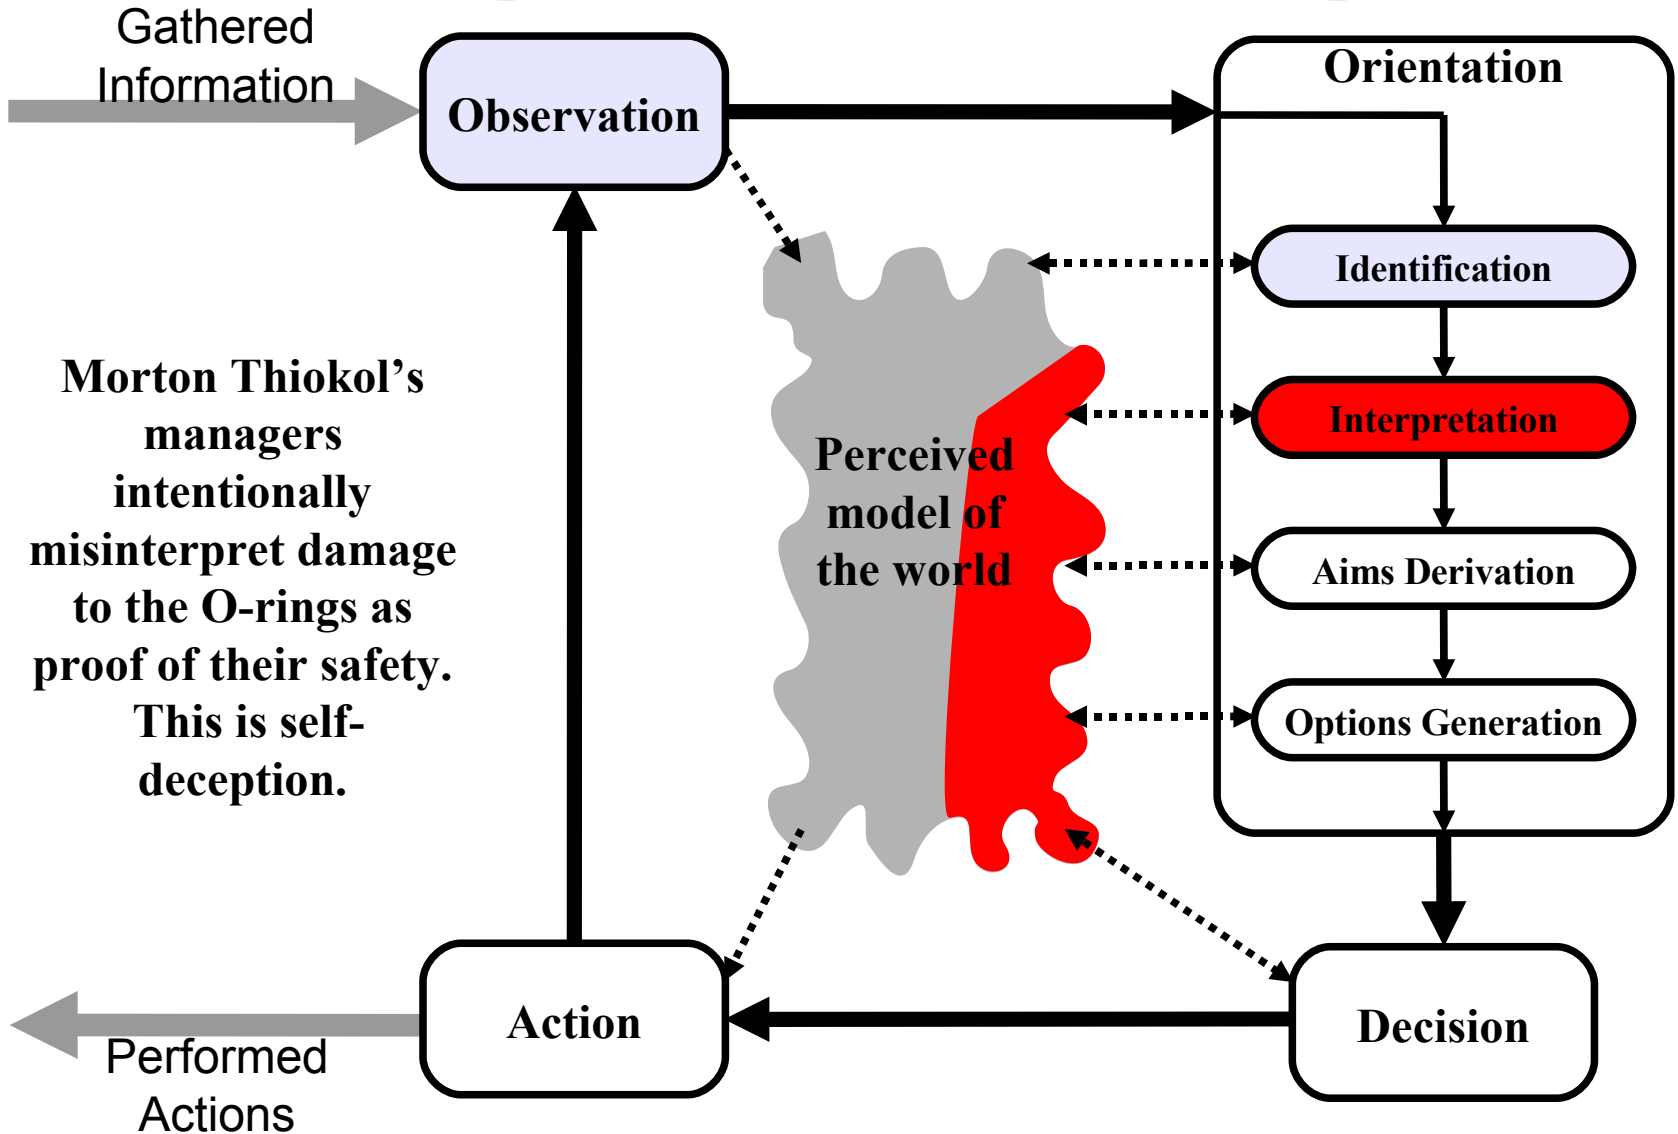 Gathered
Information
Observation
Orientation
Identification
Interpretation
Aims Derivation
Options Generation
Morton Thiokol’s
managers
intentionally
misinterpret damage
to the O-rings as
proof of their safety.
This is self-
deception.
Perceived
model of
the world
Action
Decision
Performed
Actions